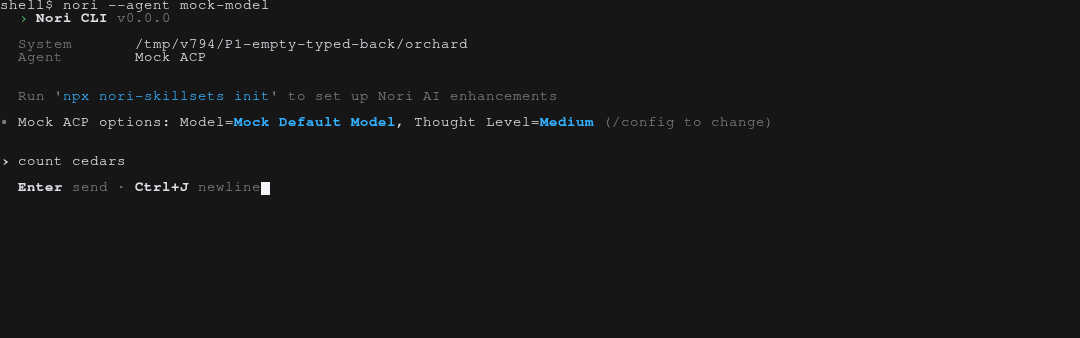 shell$ nori --agent mock-model
› Nori CLI v0.0.0
System /tmp/v794/P1-empty-typed-back/orchard
Agent Mock ACP
Run 'npx nori-skillsets init' to set up Nori AI enhancements
• Mock ACP options: Model=Mock Default Model, Thought Level=Medium (/config to change)
› count cedars
Enter send · Ctrl+J newline